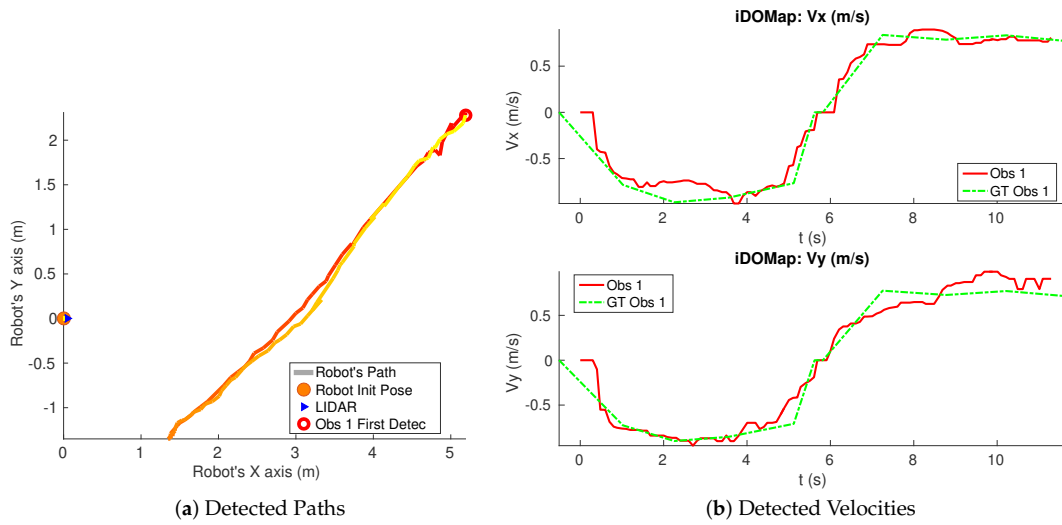 Robot's Y axis (m)
2
1.5
1
0.5
0
-0.5
-1
0
1
2
3
4
5
Robot's X axis (m)
Robot's Path
Robot Init Pose
LIDAR
Obs 1 First Detec
(a) Detected Paths
iDOMap: Vx (m/s)
Vx (m/s)
0.5
0
-0.5
0
2
4
6
8
10
t (s)
Obs 1
GT Obs 1
iDOMap: Vy (m/s)
Vy (m/s)
0.5
0
-0.5
0
2
4
6
8
10
t (s)
Obs 1
GT Obs 1
(b) Detected Velocities